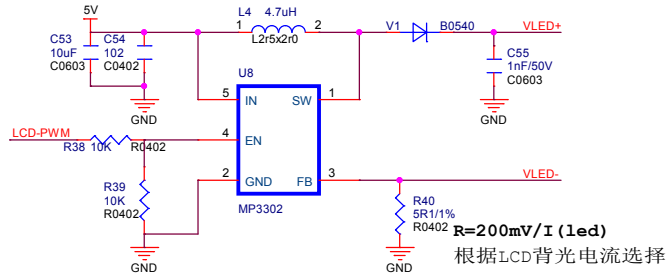 5V
L4 4.7uH
1 2
L2r5x2r0
V1 B0540 VLED+
C53
10uF
C0603
C54
102
C0402
C55
1nF/50V
C0603
GND
GND
U8
5 IN SW 1
4 EN
2 GND FB 3
MP3302
LCD-PWM
R38 10K R0402
R39
10K
R0402
GND
VLED-
R40
5R1/1%
R0402
GND
R=200mV/I(led)
根据LCD背光电流选择